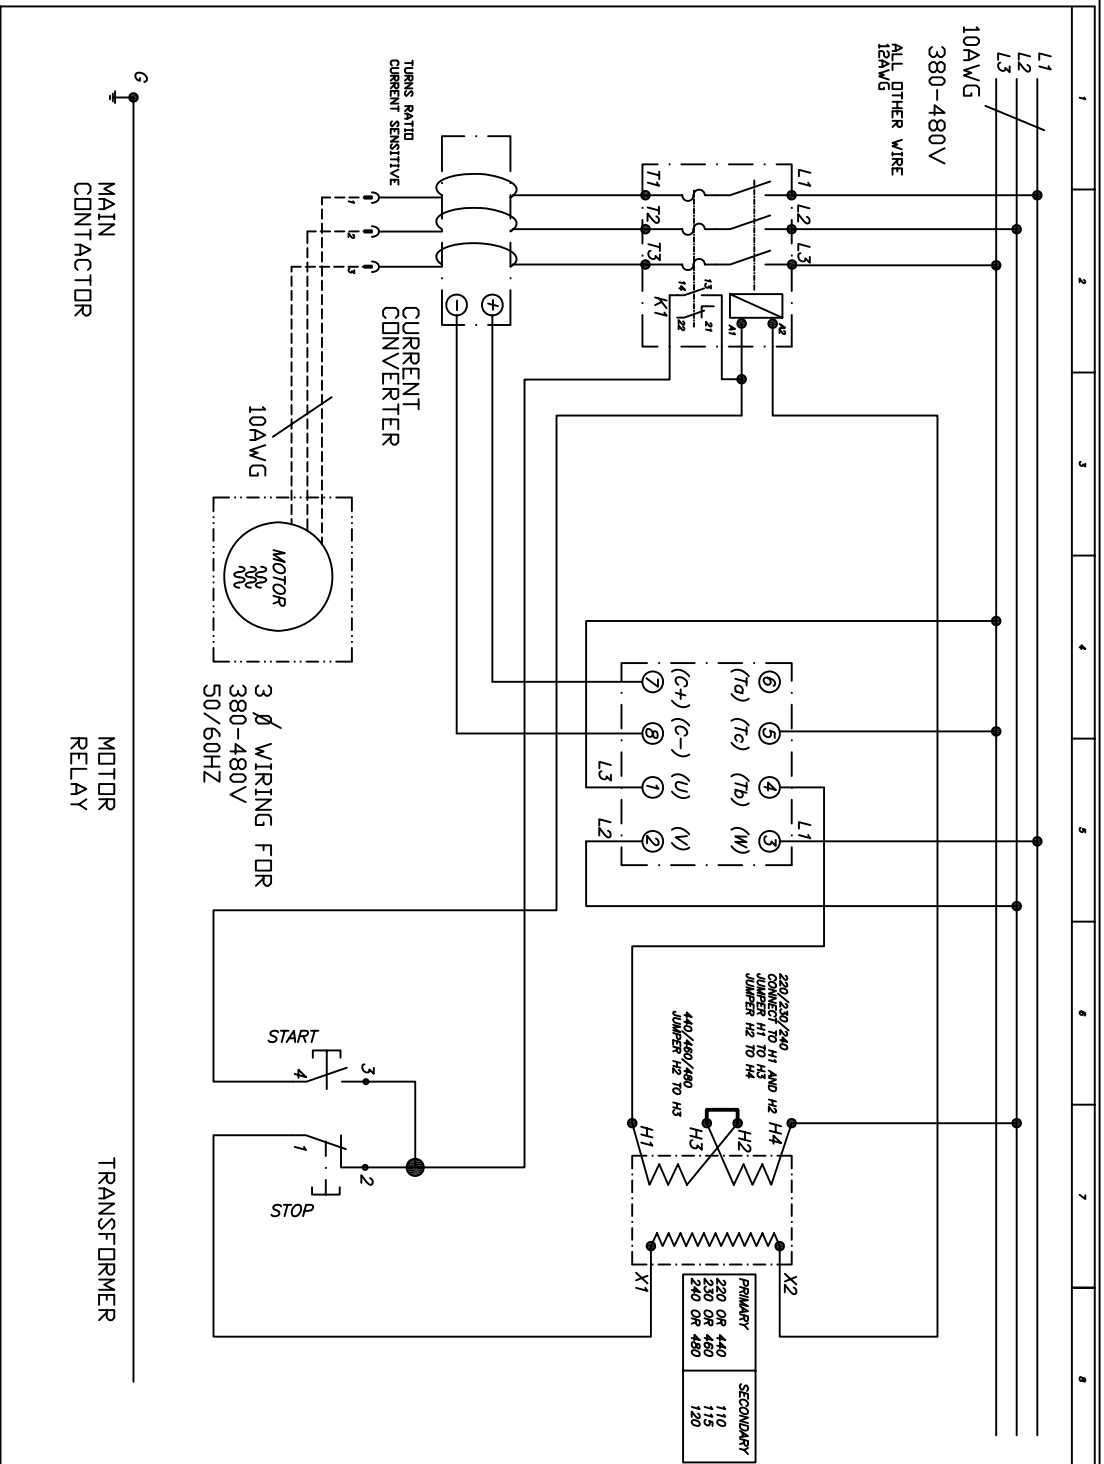 1
2
3
4
5
6
7
8
L1
L2
L3
10AWG
380-480V
ALL OTHER WIRE
12AWG
L1
L2
L3
T1
T2
T3
13
14
21
22
A1
A2
K1
TURNS RATIO
CURRENT SENSITIVE
+
-
CURRENT
CONVERTER
1
2
3
10AWG
MOTOR
3 Ø WIRING FOR
380-480V
50/60HZ
6
5
4
3
(Ta)
(Tc)
(Tb)
(W)
L1
(C+)
(C-)
(U)
(V)
7
8
1
2
L3
L2
220/230/240
CONNECT TO H1 AND H2
JUMPER H1 TO H3
JUMPER H2 TO H4
440/460/480
JUMPER H2 TO H3
H4
H2
H3
H1
X2
X1
PRIMARY SECONDARY
220 OR 440 110
230 OR 460 115
240 OR 480 120
START
3
4
1
2
STOP
G
MAIN
CONTACTOR
MOTOR
RELAY
TRANSFORMER